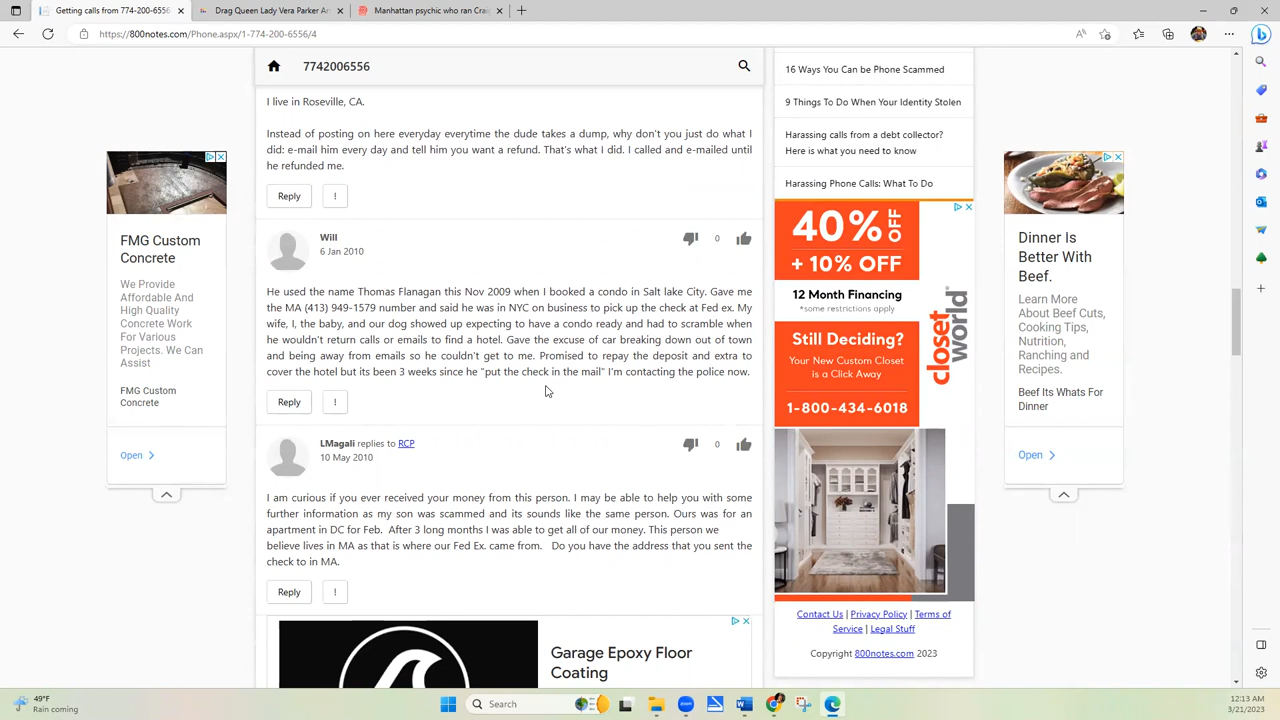 Getting calls from 774-200-6556
Drag Queen Lady Vera Parker Ar
Manhattan psychic who ran Crai
https://800notes.com/Phone.aspx/1-774-200-6556/4
7742006556
I live in Roseville, CA.
Instead of posting on here everyday everytime the dude takes a dump, why don't you just do what I
did: e-mail him every day and tell him you want a refund. That's what I did. I called and e-mailed until
he refunded me.
Reply
!
Will
6 Jan 2010
0
He used the name Thomas Flanagan this Nov 2009 when I booked a condo in Salt lake City. Gave me
the MA (413) 949-1579 number and said he was in NYC on business to pick up the check at Fed ex. My
wife, I, the baby, and our dog showed up expecting to have a condo ready and had to scramble when
he wouldn't return calls or emails to find a hotel. Gave the excuse of car breaking down out of town
and being away from emails so he couldn't get to me. Promised to repay the deposit and extra to
cover the hotel but its been 3 weeks since he "put the check in the mail" I'm contacting the police now.
Reply
!
LMagali replies to RCP
10 May 2010
0
I am curious if you ever received your money from this person. I may be able to help you with some
further information as my son was scammed and its sounds like the same person. Ours was for an
apartment in DC for Feb. After 3 long months I was able to get all of our money. This person we
believe lives in MA as that is where our Fed Ex. came from. Do you have the address that you sent the
check to in MA.
Reply
!
Garage Epoxy Floor
Coating
16 Ways You Can be Phone Scammed
9 Things To Do When Your Identity Stolen
Harassing calls from a debt collector?
Here is what you need to know
Harassing Phone Calls: What To Do
40% OFF
+ 10% OFF
12 Month Financing
*some restrictions apply
Still Deciding?
Your New Custom Closet
is a Click Away
1-800-434-6018
closet
world
Contact Us | Privacy Policy | Terms of
Service | Legal Stuff
Copyright 800notes.com 2023
FMG Custom
Concrete
We Provide
Affordable And
High Quality
Concrete Work
For Various
Projects. We Can
Assist
FMG Custom
Concrete
Open
Dinner Is
Better With
Beef.
Learn More
About Beef Cuts,
Cooking Tips,
Nutrition,
Ranching and
Recipes.
Beef Its Whats For
Dinner
Open
49°F
Rain coming
Search
zoom
12:13 AM
3/21/2023